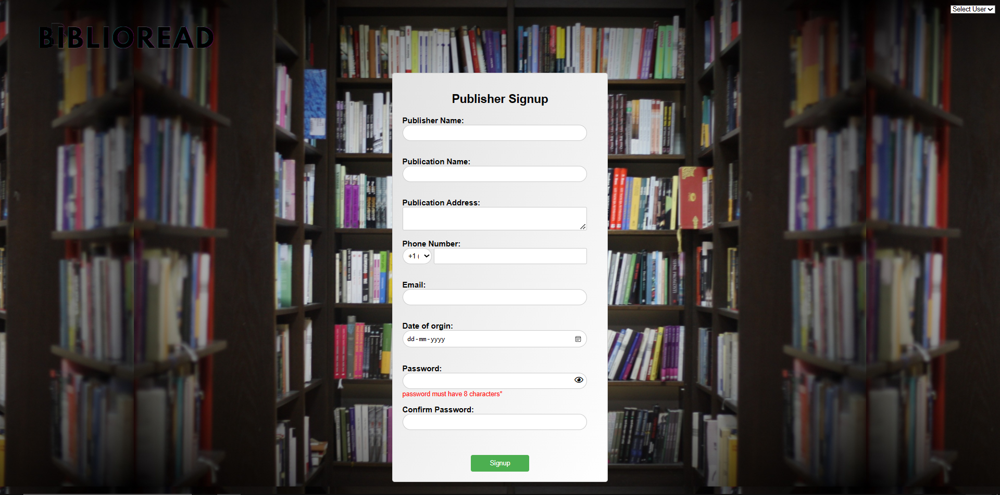 Select User
BIBLIOREAD
Publisher Signup
Publisher Name:
Publication Name:
Publication Address:
Phone Number:
+1 (
Email:
Date of orgin:
dd-mm-yyyy
Password:
password must have 8 characters*
Confirm Password:
Signup